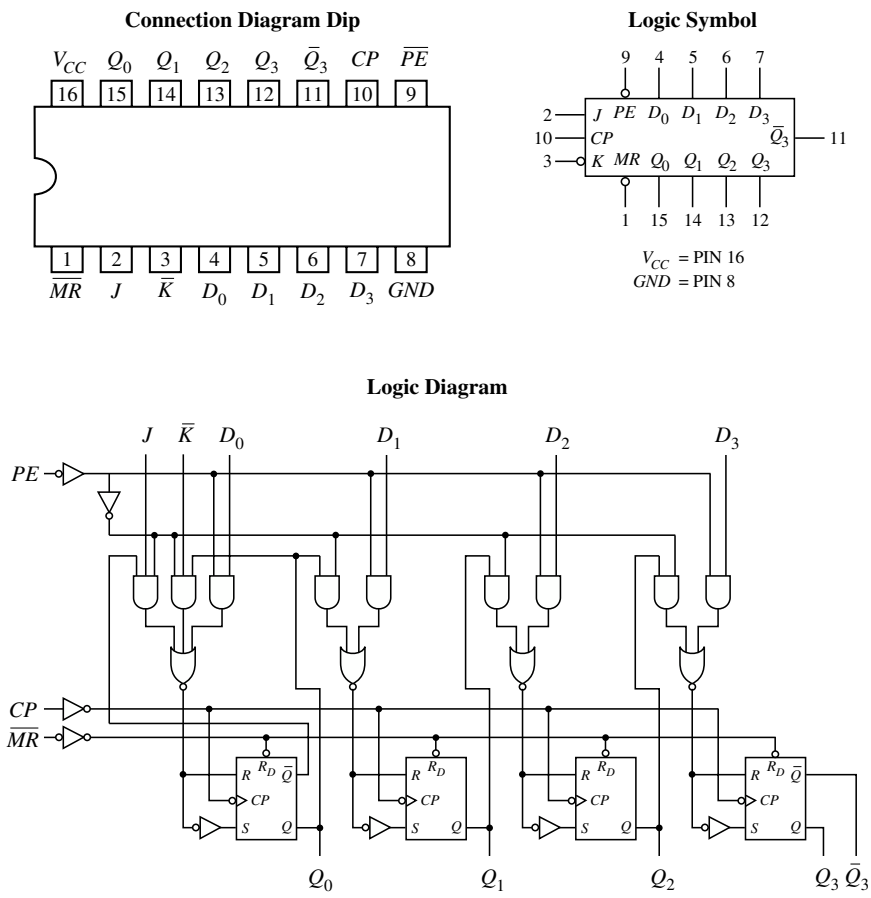 Connection Diagram Dip
V_CC Q_0 Q_1 Q_2 Q_3 Q̅_3 CP P̅E̅
16 15 14 13 12 11 10 9
1 2 3 4 5 6 7 8
M̅R̅ J K̅ D_0 D_1 D_2 D_3 GND
Logic Symbol
9 4 5 6 7
2 J PE D_0 D_1 D_2 D_3
10 CP Q̅_3 11
3 K MR Q_0 Q_1 Q_2 Q_3
1 15 14 13 12
V_CC = PIN 16
GND = PIN 8
Logic Diagram
J K̅ D_0 D_1 D_2 D_3
PE
CP
M̅R̅
R R_D Q̅ R R_D R R_D R R_D Q̅
CP CP CP CP
S Q S Q S Q S Q
Q_0 Q_1 Q_2 Q_3 Q̅_3